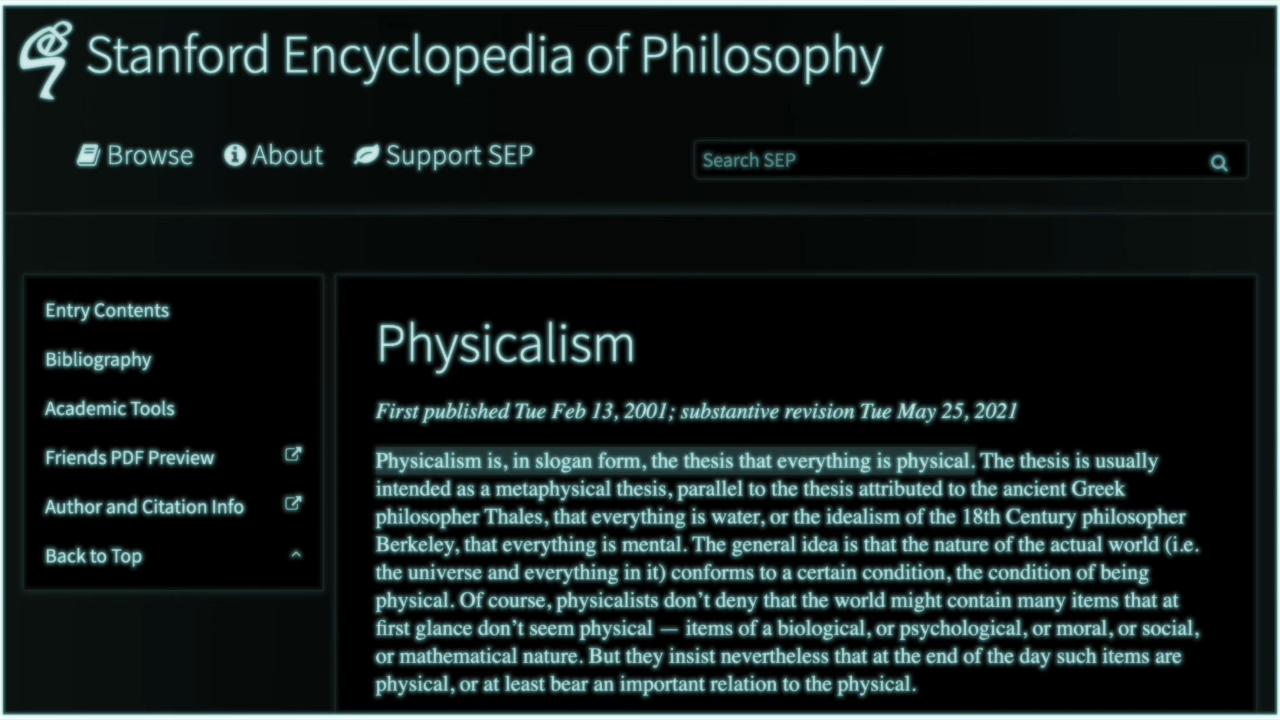 Stanford Encyclopedia of Philosophy
Browse About Support SEP
Search SEP
Entry Contents
Bibliography
Academic Tools
Friends PDF Preview
Author and Citation Info
Back to Top
Physicalism
First published Tue Feb 13, 2001; substantive revision Tue May 25, 2021
Physicalism is, in slogan form, the thesis that everything is physical. The thesis is usually
intended as a metaphysical thesis, parallel to the thesis attributed to the ancient Greek
philosopher Thales, that everything is water, or the idealism of the 18th Century philosopher
Berkeley, that everything is mental. The general idea is that the nature of the actual world (i.e.
the universe and everything in it) conforms to a certain condition, the condition of being
physical. Of course, physicalists don’t deny that the world might contain many items that at
first glance don’t seem physical — items of a biological, or psychological, or moral, or social,
or mathematical nature. But they insist nevertheless that at the end of the day such items are
physical, or at least bear an important relation to the physical.